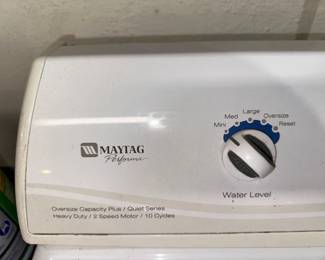 Large
Med Oversize
Mini Reset
MAYTAG
Performa
Water Level
Oversize Capacity Plus / Quiet Series
Heavy Duty / 2 Speed Motor / 10 Cycles